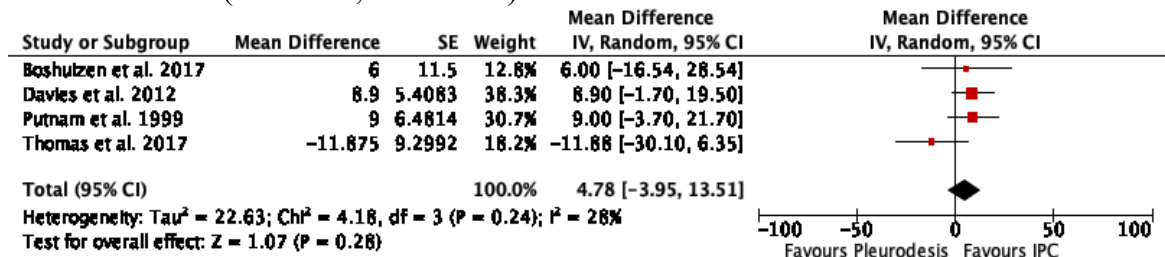 Mean Difference Mean Difference
Study or Subgroup Mean Difference SE Weight IV, Random, 95% CI IV, Random, 95% CI
Boshuizen et al. 2017 6 11.5 12.8% 6.00 [-16.54, 28.54]
Davies et al. 2012 8.9 5.4083 38.3% 8.90 [-1.70, 19.50]
Putnam et al. 1999 9 6.4814 30.7% 9.00 [-3.70, 21.70]
Thomas et al. 2017 -11.875 9.2992 18.2% -11.88 [-30.10, 6.35]
Total (95% CI) 100.0% 4.78 [-3.95, 13.51]
Heterogeneity: Tau² = 22.63; Chi² = 4.18, df = 3 (P = 0.24); I² = 28%
Test for overall effect: Z = 1.07 (P = 0.28)
-100 -50 0 50 100
Favours Pleurodesis Favours IPC